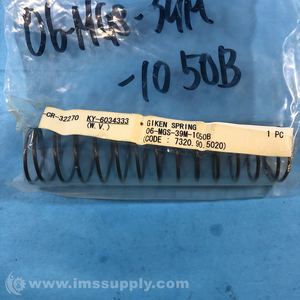 06-MGS-39M
-1050B
-CR-32270 KY-6034333 * GIKEN SPRING 1 PC
(W.V.) 06-MGS-39M-1050B
(CODE : 7320.90.5020)
© www.imssupply.com